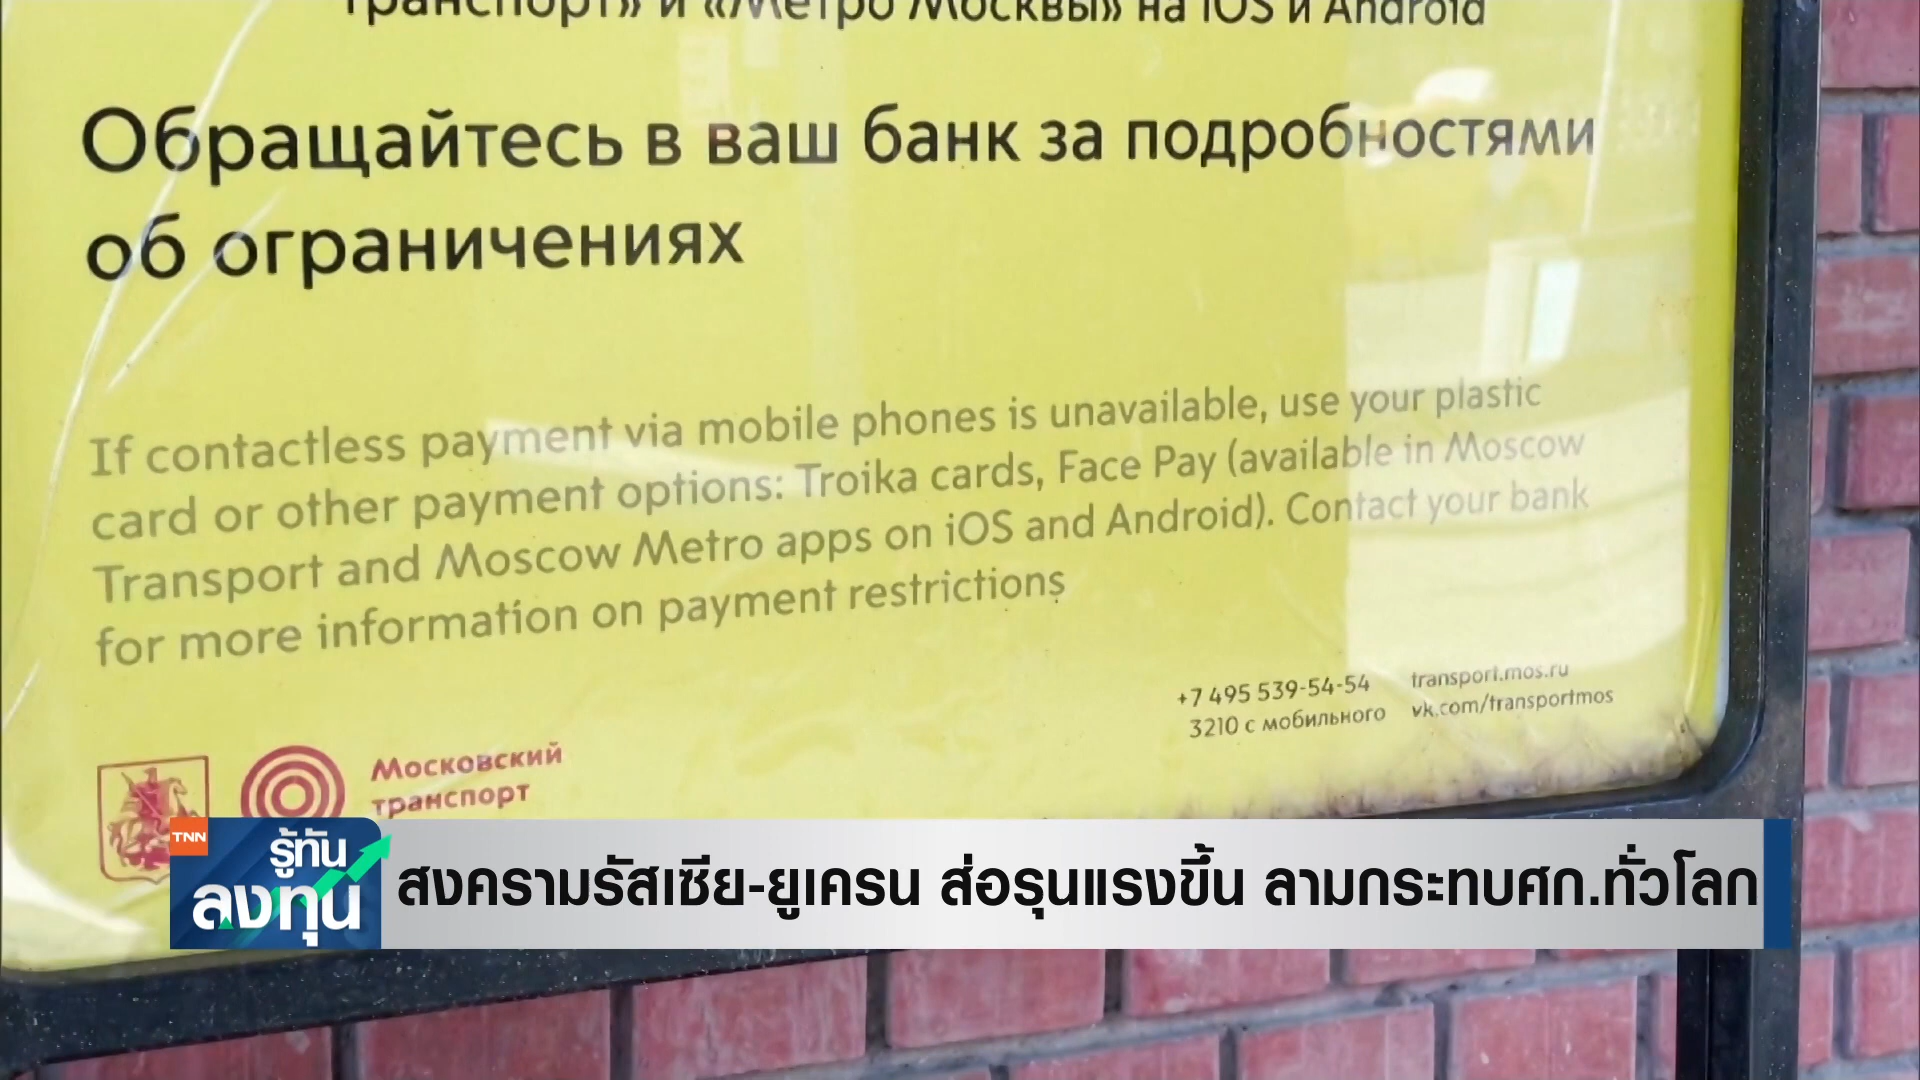 транспорт» и «Метро Москвы» на iOS и Android
Обращайтесь в ваш банк за подробностями
об ограничениях
If contactless payment via mobile phones is unavailable, use your plastic
card or other payment options: Troika cards, Face Pay (available in Moscow
Transport and Moscow Metro apps on iOS and Android). Contact your bank
for more information on payment restrictions
+7 495 539-54-54
3210 с мобильного
transport.mos.ru
vk.com/transportmos
Московский
транспорт
TNN
รู้ทัน
ลงทุน
สงครามรัสเซีย-ยูเครน ส่อรุนแรงขึ้น ลามกระทบศก.ทั่วโลก